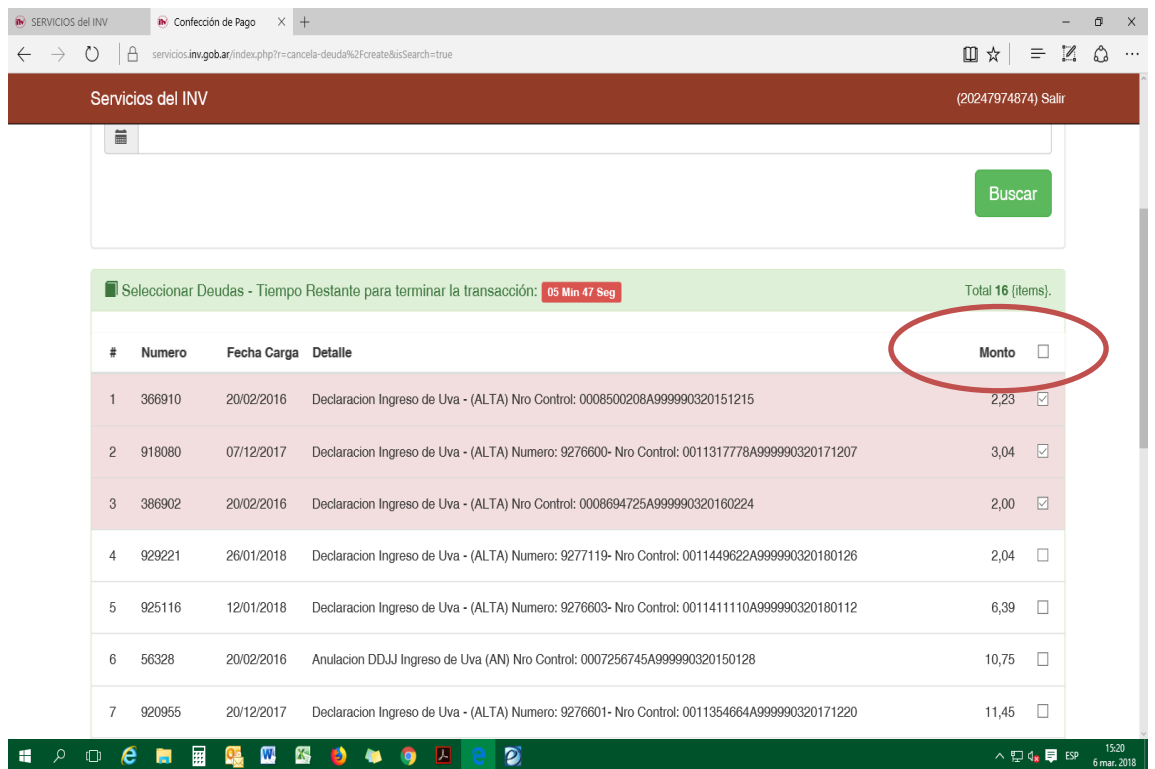 SERVICIOS del INV
Confección de Pago
servicios.inv.gob.ar/index.php?r=cancela-deuda%2Fcreate&isSearch=true
Servicios del INV (20247974874) Salir
Buscar
Seleccionar Deudas - Tiempo Restante para terminar la transacción: 05 Min 47 Seg Total 16 {items}.
# Numero Fecha Carga Detalle Monto
1 366910 20/02/2016 Declaracion Ingreso de Uva - (ALTA) Nro Control: 0008500208A999990320151215 2,23
2 918080 07/12/2017 Declaracion Ingreso de Uva - (ALTA) Numero: 9276600- Nro Control: 0011317778A999990320171207 3,04
3 386902 20/02/2016 Declaracion Ingreso de Uva - (ALTA) Nro Control: 0008694725A999990320160224 2,00
4 929221 26/01/2018 Declaracion Ingreso de Uva - (ALTA) Numero: 9277119- Nro Control: 0011449622A999990320180126 2,04
5 925116 12/01/2018 Declaracion Ingreso de Uva - (ALTA) Numero: 9276603- Nro Control: 0011411110A999990320180112 6,39
6 56328 20/02/2016 Anulacion DDJJ Ingreso de Uva (AN) Nro Control: 0007256745A999990320150128 10,75
7 920955 20/12/2017 Declaracion Ingreso de Uva - (ALTA) Numero: 9276601- Nro Control: 0011354664A999990320171220 11,45
ESP 15:20
6 mar. 2018